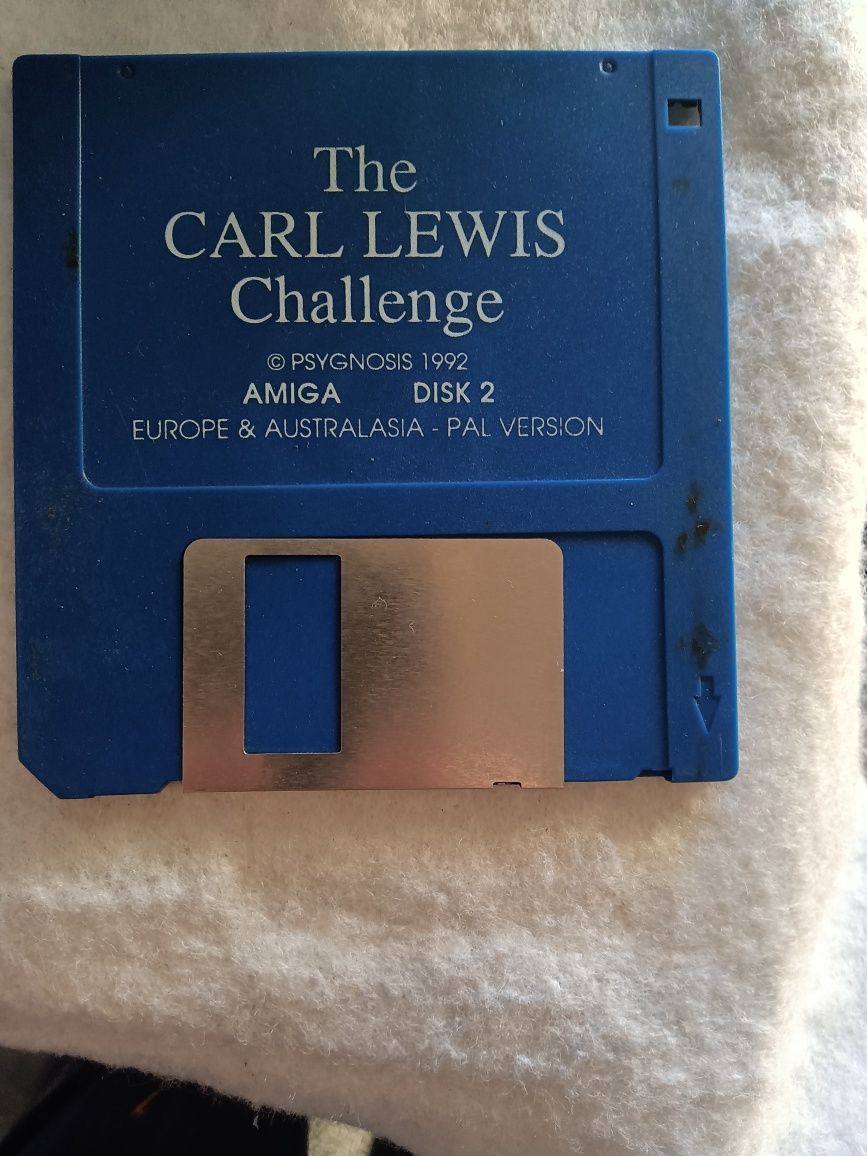 The
CARL LEWIS
Challenge
© PSYGNOSIS 1992
AMIGA DISK 2
EUROPE & AUSTRALASIA - PAL VERSION